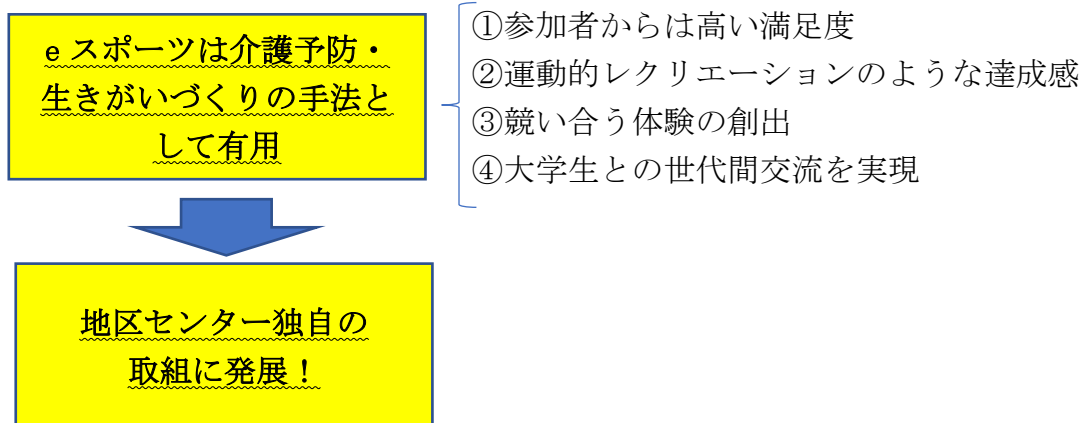 eスポーツは介護予防・
生きがいづくりの手法と
して有用
①参加者からは高い満足度
②運動的レクリエーションのような達成感
③競い合う体験の創出
④大学生との世代間交流を実現
地区センター独自の
取組に発展！